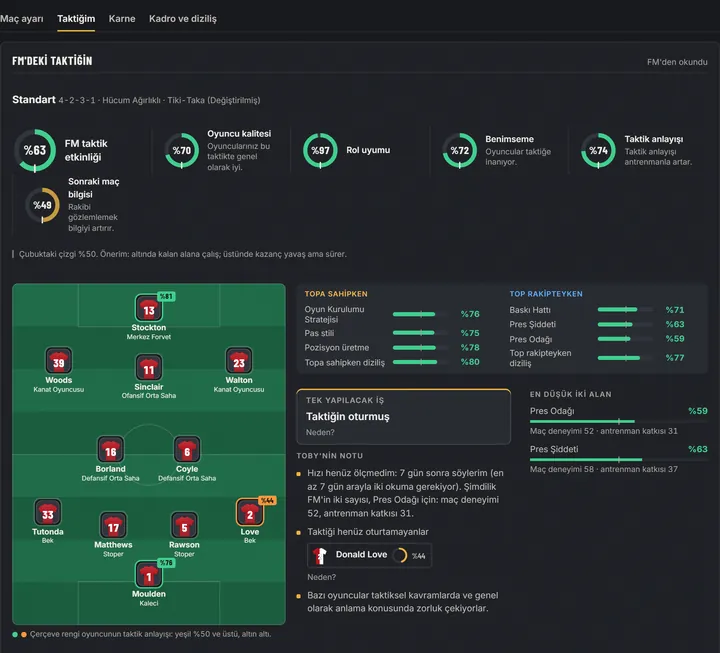 Maç ayarı Taktiğim Karne Kadro ve diziliş
FM'DEKİ TAKTİĞİN
FM'den okundu
Standart 4-2-3-1 · Hücum Ağırlıklı · Tiki-Taka (Değiştirilmiş)
%63
FM taktik
etkinliği
%70
Oyuncu kalitesi
Oyuncularınız bu
taktikte genel
olarak iyi.
%97
Rol uyumu
%72
Benimseme
Oyuncular taktiğe
inanıyor.
%74
Taktik anlayışı
Taktik anlayışı
antrenmanla artar.
%49
Sonraki maç
bilgisi
Rakibi
gözlemlemek
bilgiyi artırır.
Çubuktaki çizgi %50. Önerim: altında kalan alana çalış; üstünde kazanç yavaş ama sürer.
%81
13
Stockton
Merkez Forvet
39
Woods
Kanat Oyuncusu
11
Sinclair
Ofansif Orta Saha
23
Walton
Kanat Oyuncusu
16
Borland
Defansif Orta Saha
6
Coyle
Defansif Orta Saha
33
Tutonda
Bek
17
Matthews
Stoper
5
Rawson
Stoper
%44
2
Love
Bek
%76
1
Moulden
Kaleci
Çerçeve rengi oyuncunun taktik anlayışı: yeşil %50 ve üstü, altın altı.
TOPA SAHİPKEN
Oyun Kurulumu
Stratejisi
%76
Pas stili %75
Pozisyon üretme %78
Topa sahipken diziliş %80
TOP RAKİPTEYKEN
Baskı Hattı %71
Pres Şiddeti %63
Pres Odağı %59
Top rakipteyken
diziliş
%77
TEK YAPILACAK İŞ
Taktiğin oturmuş
Neden?
EN DÜŞÜK İKİ ALAN
Pres Odağı %59
Maç deneyimi 52 · antrenman katkısı 31
Pres Şiddeti %63
Maç deneyimi 58 · antrenman katkısı 37
TOBY'NİN NOTU
Hızı henüz ölçmedim: 7 gün sonra söylerim (en
az 7 gün arayla iki okuma gerekiyor). Şimdilik
FM'in iki sayısı, Pres Odağı için: maç deneyimi
52, antrenman katkısı 31.
Taktiği henüz oturtamayanlar
Donald Love %44
Neden?
Bazı oyuncular taktiksel kavramlarda ve genel
olarak anlama konusunda zorluk çekiyorlar.